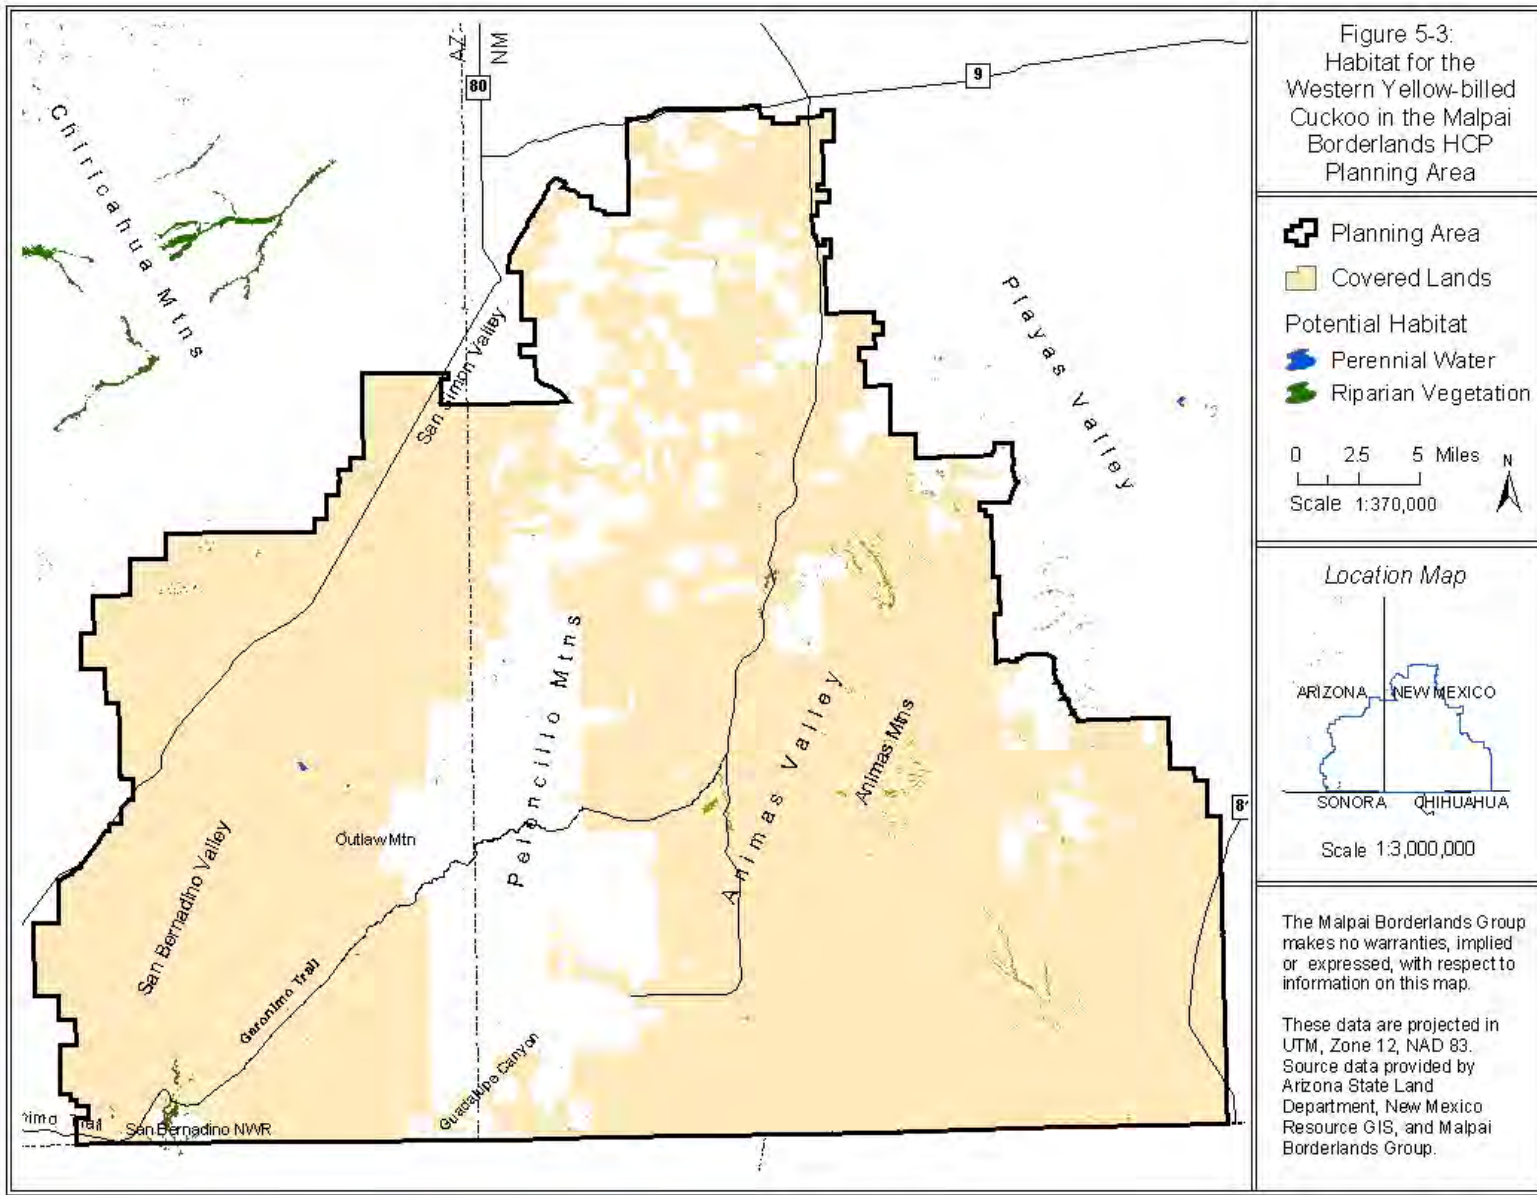 Figure 5-3:
Habitat for the
Western Yellow-billed
Cuckoo in the Malpai
Borderlands HCP
Planning Area
Planning Area
Covered Lands
Potential Habitat
Perennial Water
Riparian Vegetation
0 2.5 5 Miles
N
Scale 1:370,000
Location Map
ARIZONA
NEW MEXICO
SONORA
CHIHUAHUA
Scale 1:3,000,000
The Malpai Borderlands Group
makes no warranties, implied
or expressed, with respect to
information on this map.
These data are projected in
UTM, Zone 12, NAD 83.
Source data provided by
Arizona State Land
Department, New Mexico
Resource GIS, and Malpai
Borderlands Group.
AZ
NM
80
9
Chiricahua Mtns
San Simon Valley
Playas Valley
Peloncillo Mtns
Animas Valley
Animas Mtns
Outlaw Mtn
San Bernadino Valley
Geronimo Trail
Guadalupe Canyon
San Bernadino NWR